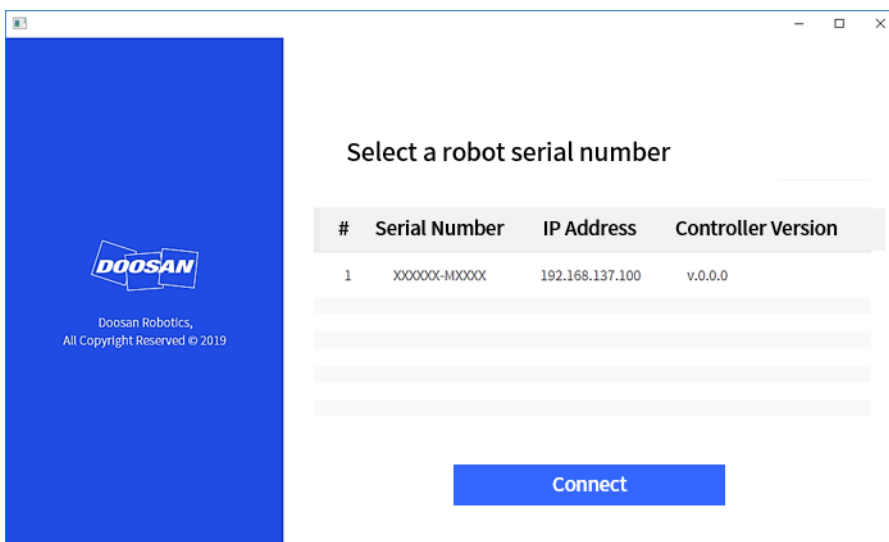 DOOSAN
Doosan Robotics,
All Copyright Reserved © 2019
Select a robot serial number
# Serial Number IP Address Controller Version
1 XXXXXX-MXXXX 192.168.137.100 v.0.0.0
Connect